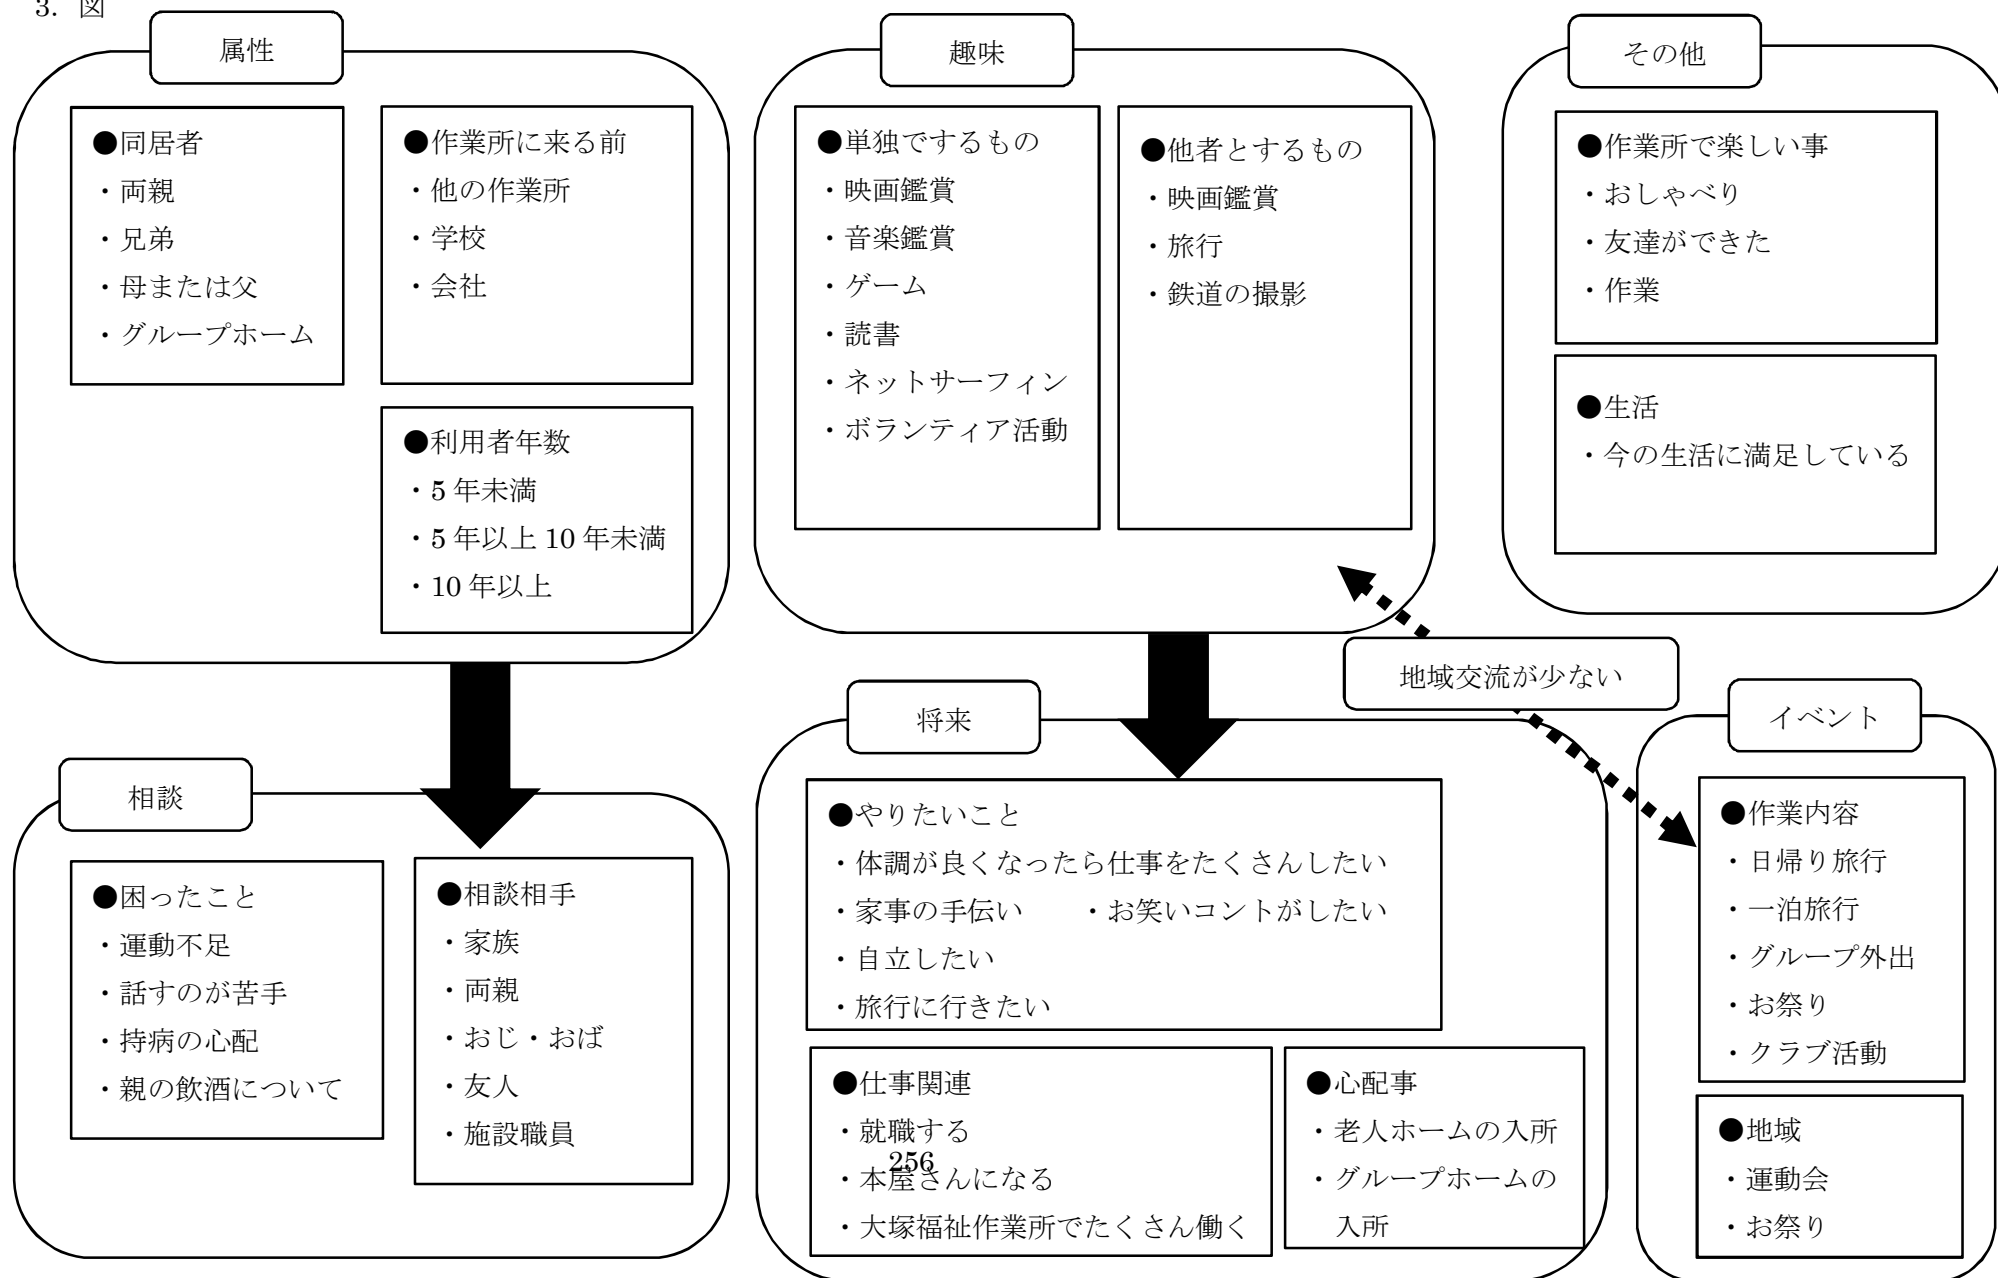 3. 図
属性
●同居者
・両親
・兄弟
・母または父
・グループホーム
●作業所に来る前
・他の作業所
・学校
・会社
●利用者年数
・5 年未満
・5 年以上 10 年未満
・10 年以上
趣味
●単独でするもの
・映画鑑賞
・音楽鑑賞
・ゲーム
・読書
・ネットサーフィン
・ボランティア活動
●他者とするもの
・映画鑑賞
・旅行
・鉄道の撮影
その他
●作業所で楽しい事
・おしゃべり
・友達ができた
・作業
●生活
・今の生活に満足している
地域交流が少ない
相談
●困ったこと
・運動不足
・話すのが苦手
・持病の心配
・親の飲酒について
●相談相手
・家族
・両親
・おじ・おば
・友人
・施設職員
将来
●やりたいこと
・体調が良くなったら仕事をたくさんしたい
・家事の手伝い　・お笑いコントがしたい
・自立したい
・旅行に行きたい
●仕事関連
・就職する
・本屋さんになる
・大塚福祉作業所でたくさん働く
●心配事
・老人ホームの入所
・グループホームの
入所
イベント
●作業内容
・日帰り旅行
・一泊旅行
・グループ外出
・お祭り
・クラブ活動
●地域
・運動会
・お祭り
256